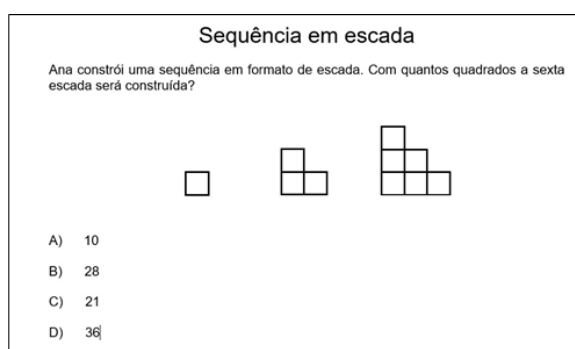 Sequência em escada
Ana constrói uma sequência em formato de escada. Com quantos quadrados a sexta
escada será construída?
A) 10
B) 28
C) 21
D) 36